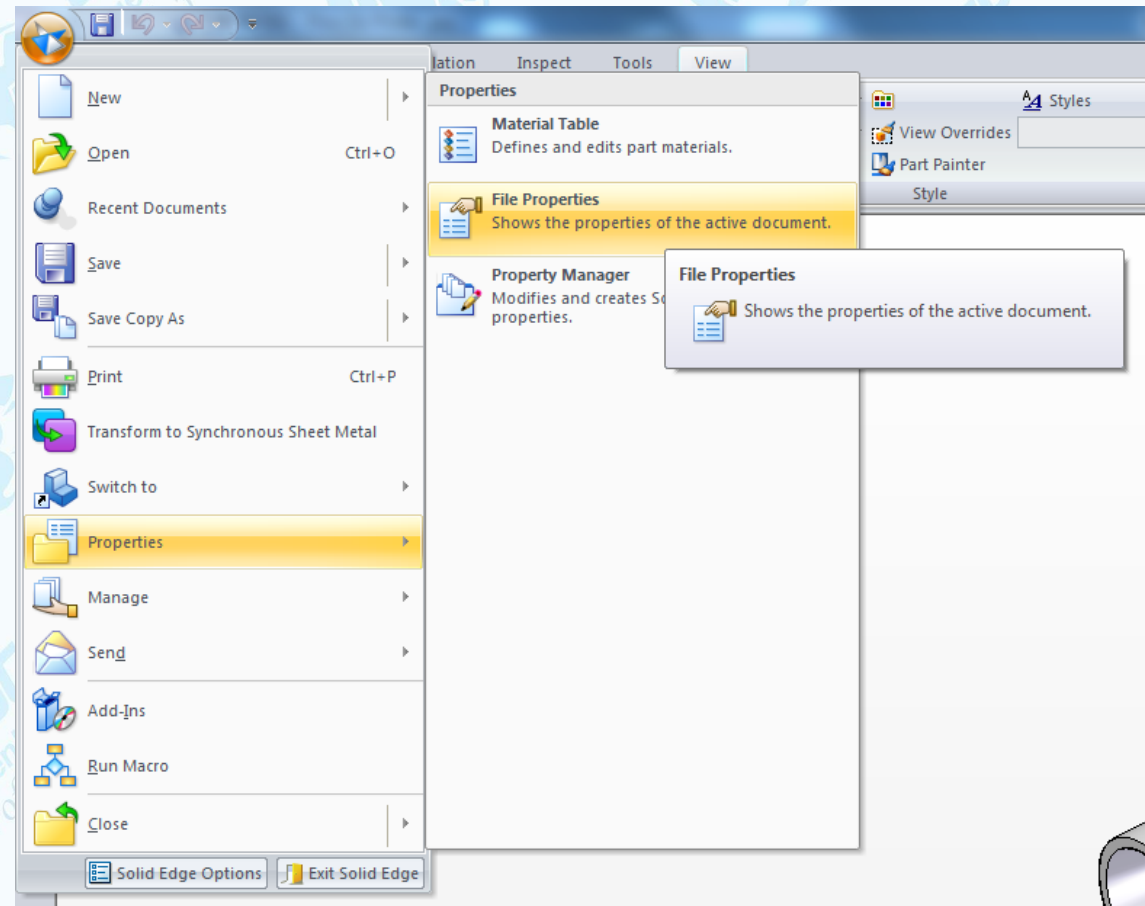 lation Inspect Tools View
New
Open Ctrl+O
Recent Documents
Save
Save Copy As
Print Ctrl+P
Transform to Synchronous Sheet Metal
Switch to
Properties
Manage
Send
Add-Ins
Run Macro
Close
Solid Edge Options Exit Solid Edge
Properties
Material Table
Defines and edits part materials.
File Properties
Shows the properties of the active document.
Property Manager
Modifies and creates
properties.
File Properties
Shows the properties of the active document.
Styles
View Overrides
Part Painter
Style